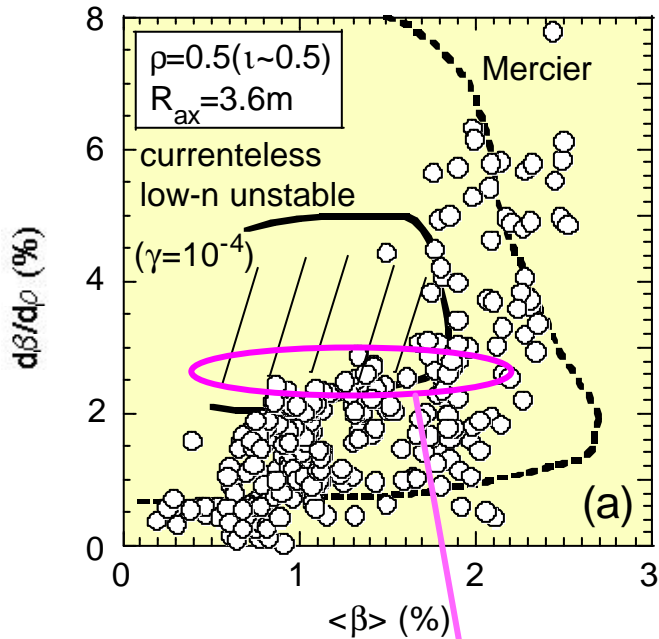 8
6
4
2
0
dβ/dρ (%)
ρ=0.5(ι~0.5)
R_ax=3.6m
Mercier
currenteless
low-n unstable
(γ=10⁻⁴)
(a)
0 1 2 3
<β> (%)